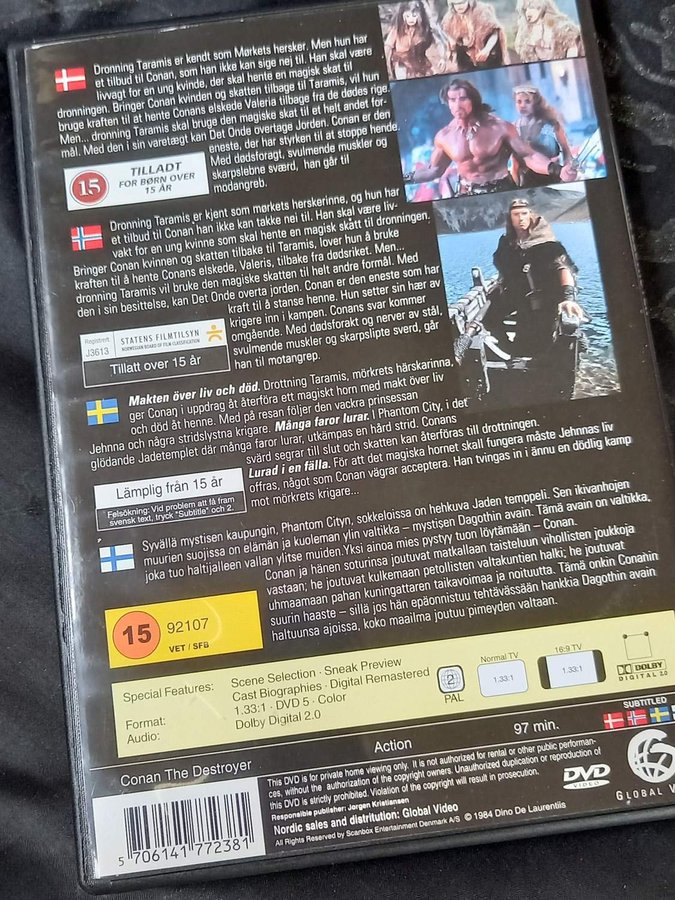 Dronning Taramis er kendt som Mørkets hersker. Men hun har
et tilbud til Conan, som han ikke kan sige nej til. Han skal være
livvagt for en ung kvinde, der skal hente en magisk skat til
dronningen. Bringer Conan kvinden og skatten tilbage til Taramis, vil hun
bruge kraften til at hente Conans elskede Valeria tilbage fra de dødes rige.
Men... dronning Taramis skal bruge den magiske skat til et helt andet for-
mål. Med den i sin varetægt kan Det Onde overtage Jorden. Conan er den
eneste, der har styrken til at stoppe hende.
Med dødsforagt, svulmende muskler og
skarpslebne sværd, går han til
modangreb.
15
TILLADT
FOR BØRN OVER
15 ÅR
Dronning Taramis er kjent som mørkets herskerinne, og hun har
et tilbud til Conan han ikke kan takke nei til. Han skal være liv-
vakt for en ung kvinne som skal hente en magisk skått til dronningen.
Bringer Conan kvinnen og skatten tilbake til Taramis, lover hun å bruke
kraften til å hente Conans elskede, Valeris, tilbake fra dødsriket. Men...
dronning Taramis vil bruke den magiske skatten til helt andre formål. Med
den i sin besittelse, kan Det Onde overta jorden. Conan er den eneste som har
kraft til å stanse henne. Hun setter sin hær av
krigere inn i kampen. Conans svar kommer
omgående. Med dødsforakt og nerver av stål,
svulmende muskler og skarpslipte sverd, går
han til motangrep.
Registrert
J3613
STATENS FILMTILSYN
NORWEGIAN BOARD OF FILM CLASSIFICATION
Tillatt over 15 år
Makten över liv och död. Drottning Taramis, mörkrets härskarinna,
ger Conan i uppdrag åt återföra ett magiskt horn med makt över liv
och död åt henne. Med på resan följer den vackra prinsessan
Jehnna och några stridslystna krigare. Många faror lurar. I Phantom City, i det
glödande Jadetemplet där många faror lurar, utkämpas en hård strid. Conans
svärd segrar till slut och skatten kan återföras till drottningen.
Lurad i en fälla. För att det magiska hornet skall fungera måste Jehnnas liv
offras, något som Conan vägrar acceptera. Han tvingas in i ännu en dödlig kamp
mot mörkrets krigare...
Lämplig från 15 år
Følsökning: Vid problem att få fram
svensk text, tryck "Subtitle" och 2.
Syvällä mystisen kaupungin, Phantom Cityn, sokkeloissa on hehkuva Jaden temppeli. Sen ikivanhojen
muurien suojissa on elämän ja kuoleman ylin valtikka – mystisen Dagothin avain. Tämä avain on valtikka,
joka tuo haltijalleen vallan ylitse muiden.Yksi ainoa mies pystyy tuon löytämään – Conan.
Conan ja hänen soturinsa joutuvat matkallaan taisteluun vihollisten joukkoja
vastaan; he joutuvat kulkemaan petollisten valtakuntien halki; he joutuvat
uhmaamaan pahan kuningattaren taikavoimaa ja noituutta. Tämä onkin Conahin
suurin haaste – sillä jos hän epäonnistuu tehtävässään hankkia Dagothin avain
haltuunsa ajoissa, koko maailma joutuu pimeyden valtaan.
15
92107
VET / SFB
Special Features: Scene Selection · Sneak Preview
Cast Biographies · Digital Remastered
Format: 1.33:1 · DVD 5 · Color
Audio: Dolby Digital 2.0
2
PAL
Normal TV
1.33:1
16:9 TV
1.33:1
DOLBY
DIGITAL 2.0
SUBTITLED
Conan The Destroyer
Action
97 min.
This DVD is for private home viewing only. It is not authorized for rental or other public performan-
ces, without the authorization of the copyright owners. Unauthorized duplication or reproduction of
this DVD is strictly prohibited. Violation of the copyright will result in prosecution.
Responsible publisher: Jørgen Kristiansen
Nordic sales and distritution: Global Video
All Rights Reserved by Scanbox Entertainment Denmark A/S © 1984 Dino De Laurentiis
DVD
VIDEO
GLOBAL V
5 706141 772381